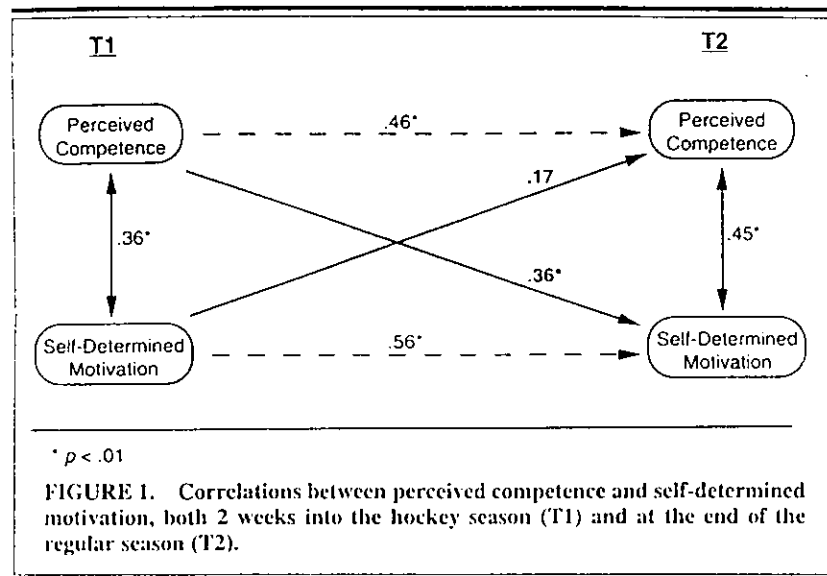 T1 T2
Perceived Competence
.46*
Perceived Competence
.17
.36*
.45*
.36*
Self-Determined Motivation
.56*
Self-Determined Motivation
* p < .01
FIGURE 1. Correlations between perceived competence and self-determined
motivation, both 2 weeks into the hockey season (T1) and at the end of the
regular season (T2).